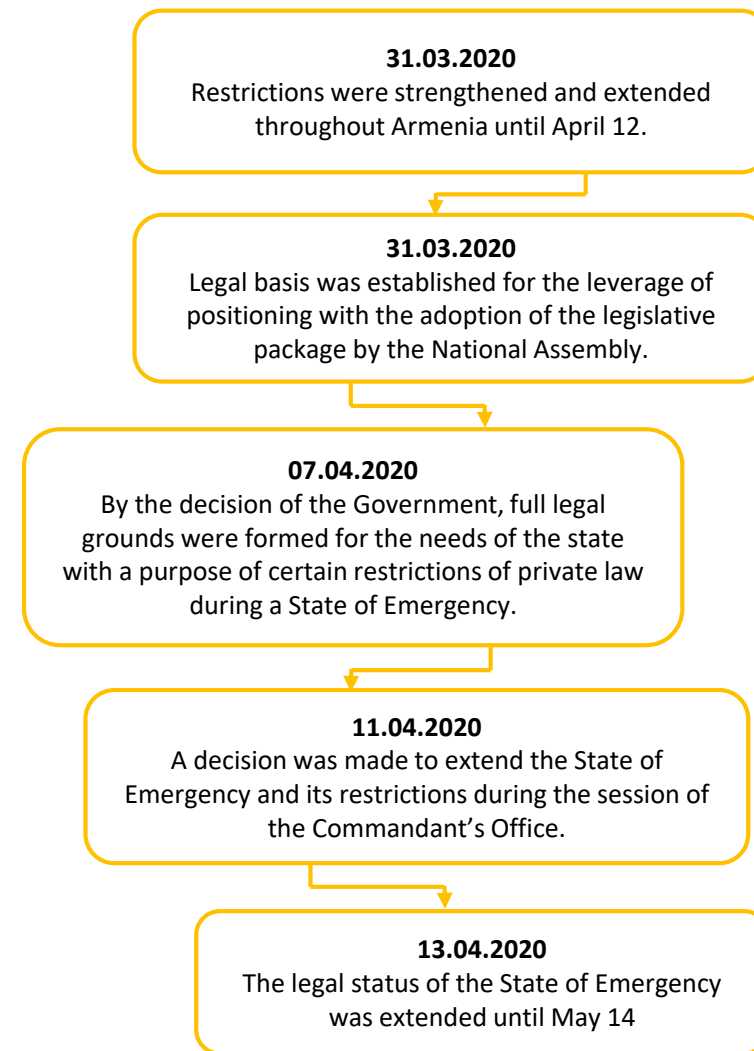 31.03.2020
Restrictions were strengthened and extended
throughout Armenia until April 12.
31.03.2020
Legal basis was established for the leverage of
positioning with the adoption of the legislative
package by the National Assembly.
07.04.2020
By the decision of the Government, full legal
grounds were formed for the needs of the state
with a purpose of certain restrictions of private law
during a State of Emergency.
11.04.2020
A decision was made to extend the State of
Emergency and its restrictions during the session of
the Commandant’s Office.
13.04.2020
The legal status of the State of Emergency
was extended until May 14